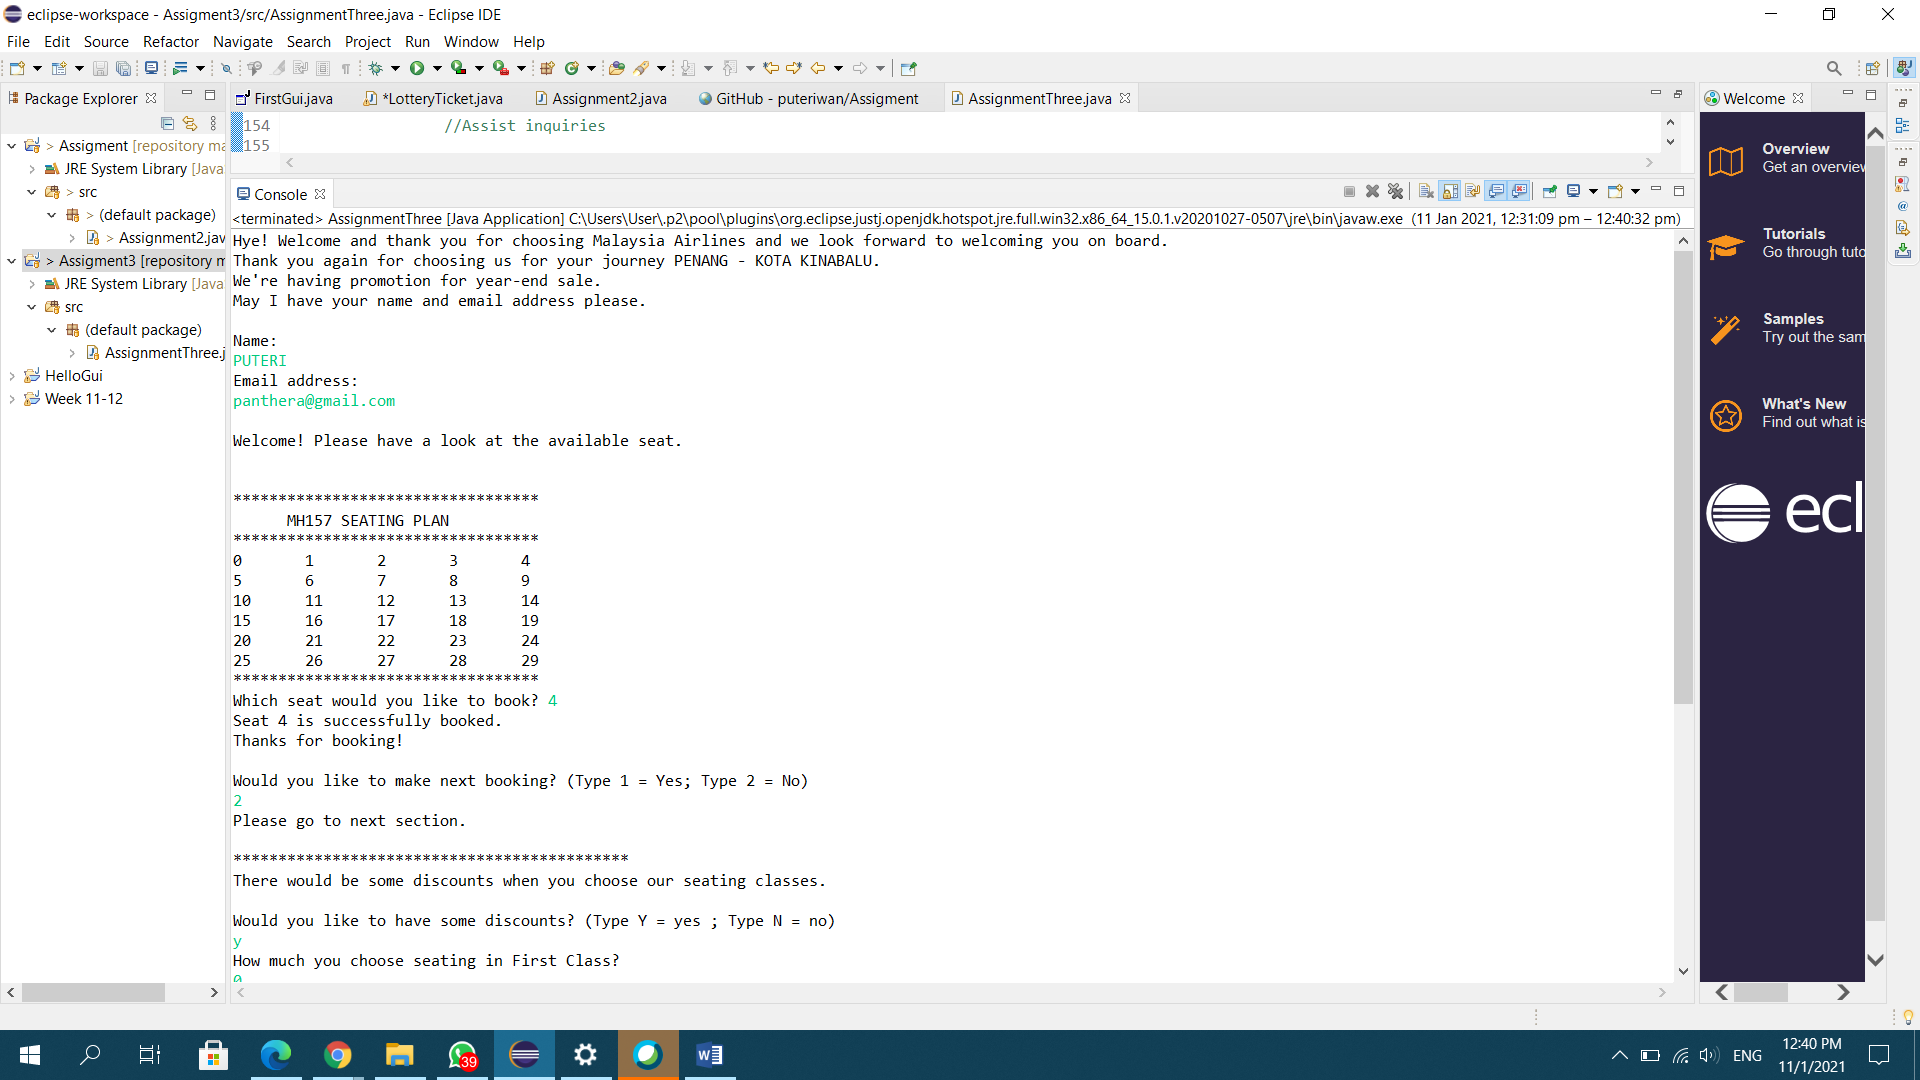 eclipse-workspace - Assigment3/src/AssignmentThree.java - Eclipse IDE
File Edit Source Refactor Navigate Search Project Run Window Help
Package Explorer
FirstGui.java *LotteryTicket.java Assignment2.java GitHub - puteriwan/Assigment AssignmentThree.java
Welcome
> Assigment [repository ma
JRE System Library [Java
> src
> (default package)
> Assignment2.jav
> Assigment3 [repository m
JRE System Library [Java
src
(default package)
AssignmentThree.j
HelloGui
Week 11-12
154 //Assist inquiries
155
Console
<terminated> AssignmentThree [Java Application] C:\Users\User\.p2\pool\plugins\org.eclipse.justj.openjdk.hotspot.jre.full.win32.x86_64_15.0.1.v20201027-0507\jre\bin\javaw.exe (11 Jan 2021, 12:31:09 pm – 12:40:32 pm)
Hye! Welcome and thank you for choosing Malaysia Airlines and we look forward to welcoming you on board.
Thank you again for choosing us for your journey PENANG - KOTA KINABALU.
We're having promotion for year-end sale.
May I have your name and email address please.
Name:
PUTERI
Email address:
panthera@gmail.com
Welcome! Please have a look at the available seat.
**********************************
MH157 SEATING PLAN
**********************************
0 1 2 3 4
5 6 7 8 9
10 11 12 13 14
15 16 17 18 19
20 21 22 23 24
25 26 27 28 29
**********************************
Which seat would you like to book? 4
Seat 4 is successfully booked.
Thanks for booking!
Would you like to make next booking? (Type 1 = Yes; Type 2 = No)
2
Please go to next section.
********************************************
There would be some discounts when you choose our seating classes.
Would you like to have some discounts? (Type Y = yes ; Type N = no)
y
How much you choose seating in First Class?
0
Overview
Get an overview
Tutorials
Go through tuto
Samples
Try out the sam
What's New
Find out what is
ecl
39
ENG
12:40 PM
11/1/2021